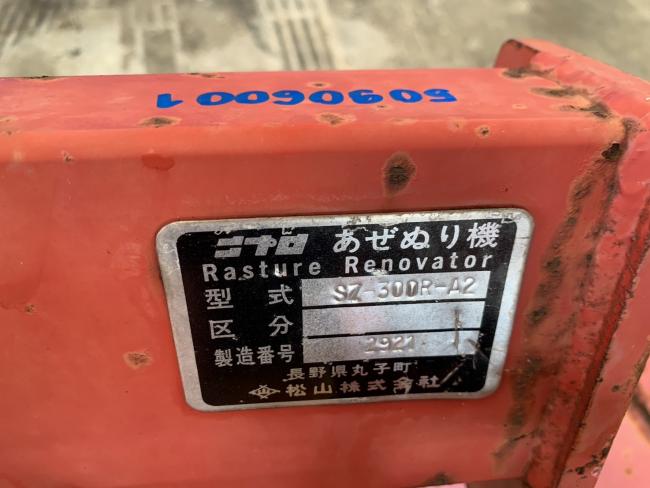 50906001
ニプロ あぜぬり機
Rasture Renovator
型式 SZ-300R-A2
区分
製造番号
長野県丸子町
松山株式会社